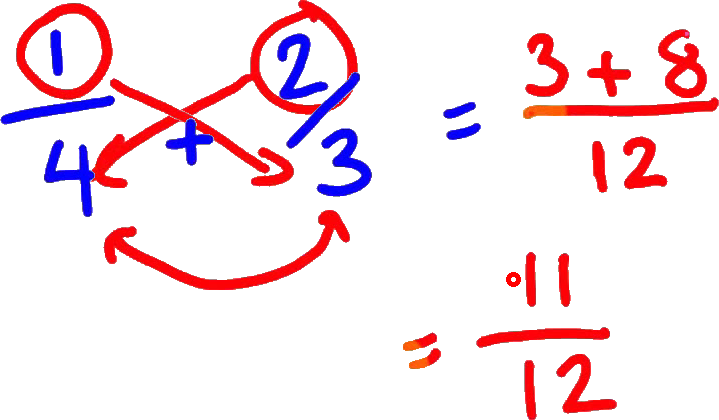 1/4 + 2/3 = 3 + 8/12
= 11/12